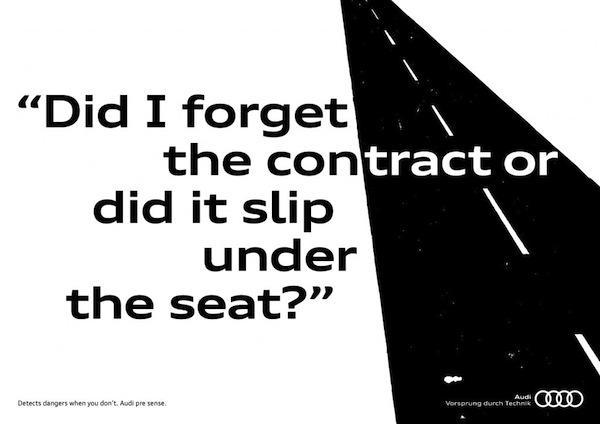 “Did I forget
the contract or
did it slip
under
the seat?”
Detects dangers when you don't. Audi pre sense.
Audi
Vorsprung durch Technik